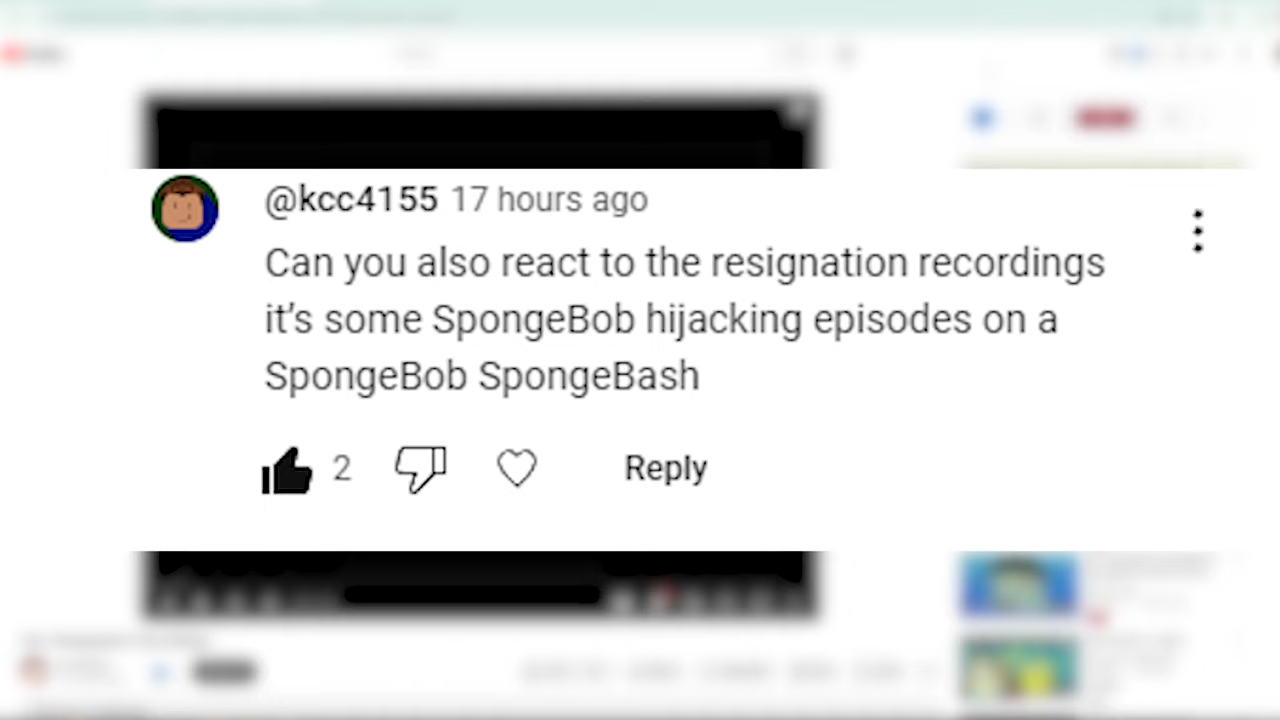 @kcc4155 17 hours ago
Can you also react to the resignation recordings
it’s some SpongeBob hijacking episodes on a
SpongeBob SpongeBash
2
Reply